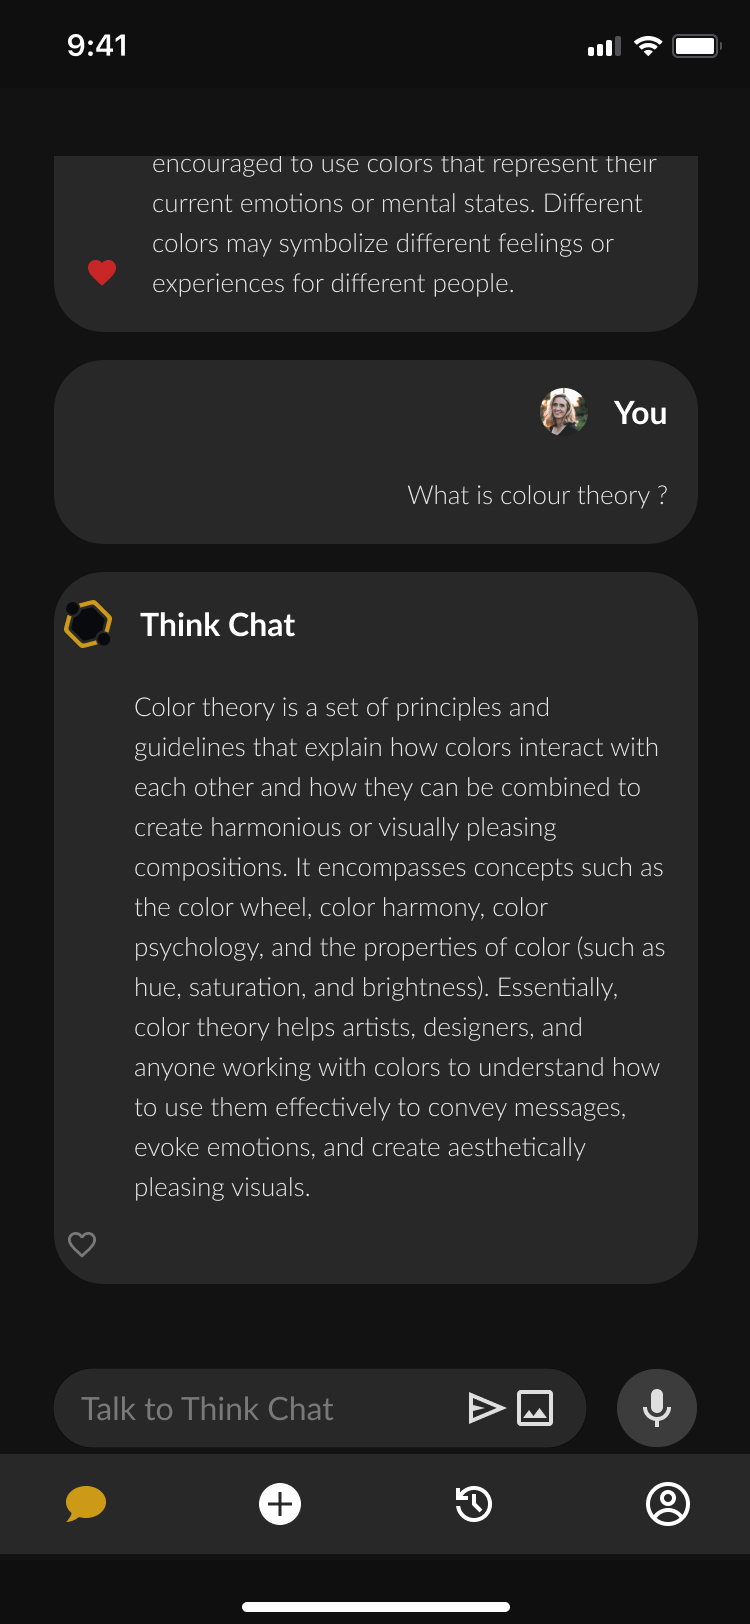 9:41
encouraged to use colors that represent their
current emotions or mental states. Different
colors may symbolize different feelings or
experiences for different people.
You
What is colour theory ?
Think Chat
Color theory is a set of principles and
guidelines that explain how colors interact with
each other and how they can be combined to
create harmonious or visually pleasing
compositions. It encompasses concepts such as
the color wheel, color harmony, color
psychology, and the properties of color (such as
hue, saturation, and brightness). Essentially,
color theory helps artists, designers, and
anyone working with colors to understand how
to use them effectively to convey messages,
evoke emotions, and create aesthetically
pleasing visuals.
Talk to Think Chat